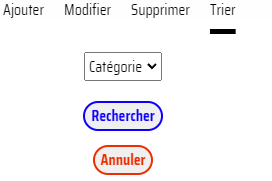 Ajouter Modifier Supprimer Trier
Catégorie
Rechercher
Annuler